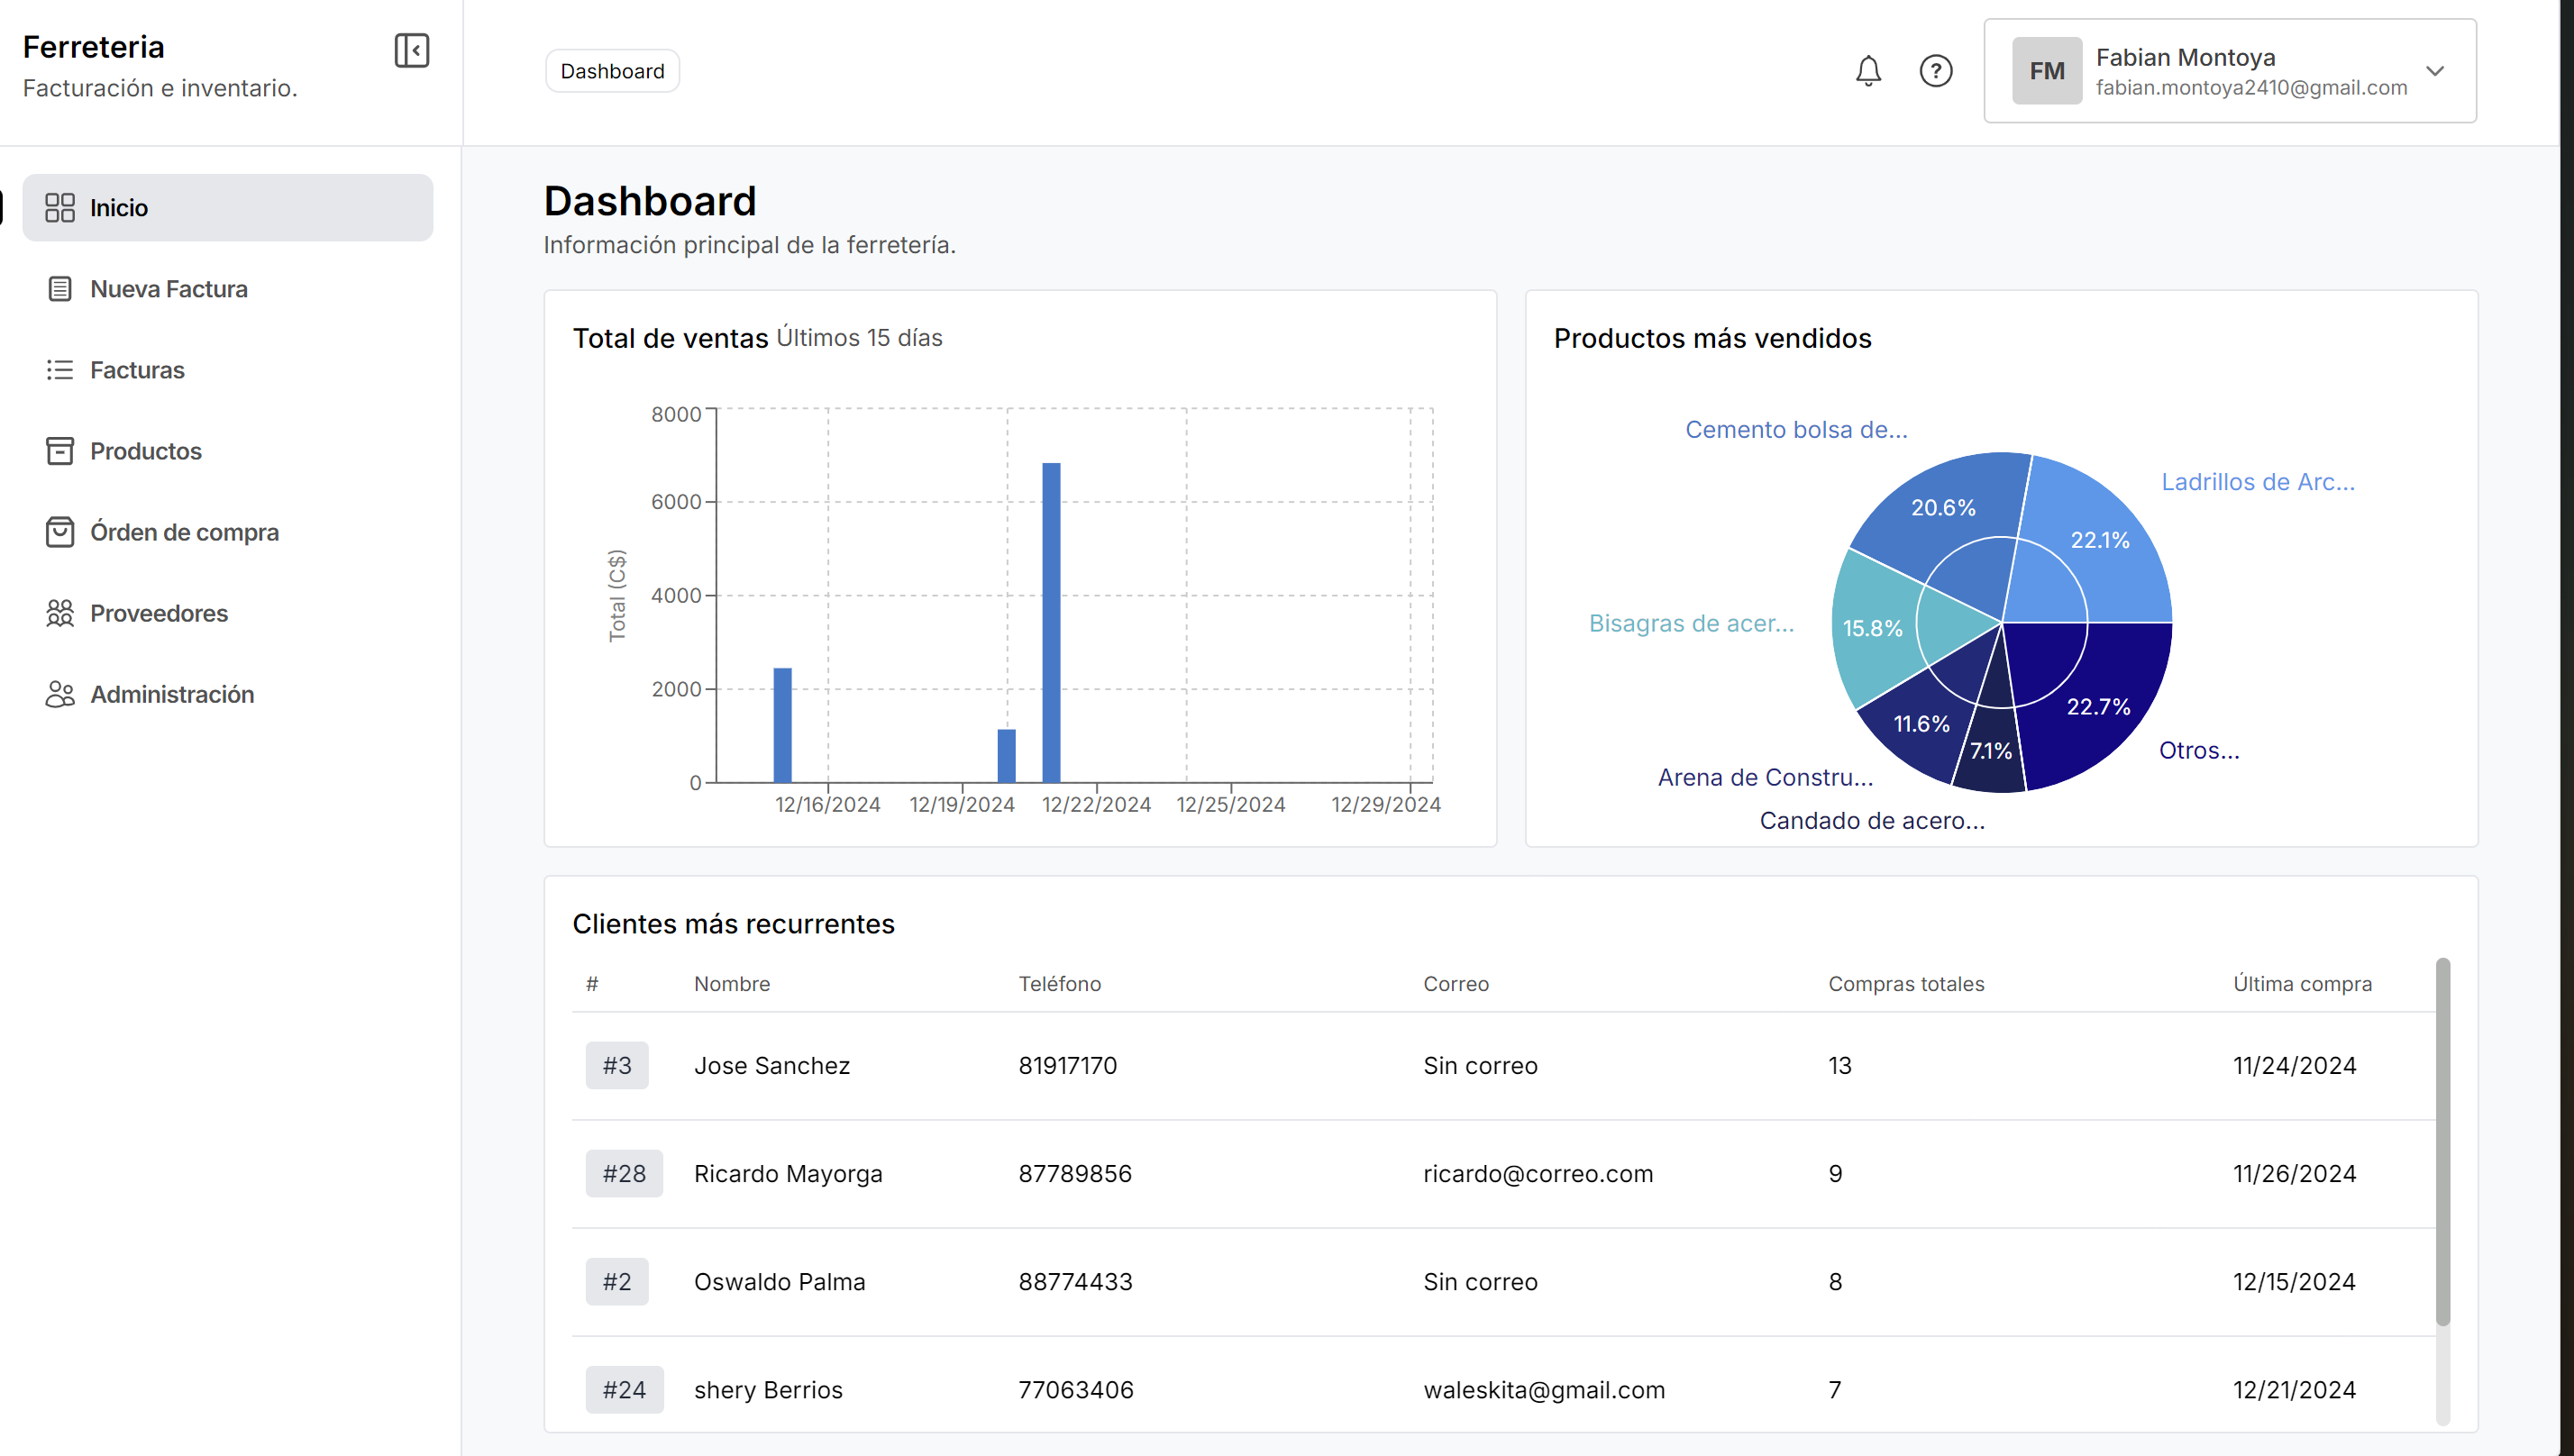 Ferreteria
Facturación e inventario.
Dashboard
?
FM
Fabian Montoya
fabian.montoya2410@gmail.com
Inicio
Nueva Factura
Facturas
Productos
Órden de compra
Proveedores
Administración
Dashboard
Información principal de la ferretería.
Total de ventas Últimos 15 días
Total (C$)
8000
6000
4000
2000
0
12/16/2024 12/19/2024 12/22/2024 12/25/2024 12/29/2024
Productos más vendidos
Cemento bolsa de...
Ladrillos de Arc...
20.6%
22.1%
Bisagras de acer...
15.8%
22.7%
11.6%
7.1%
Otros...
Arena de Constru...
Candado de acero...
Clientes más recurrentes
# Nombre Teléfono Correo Compras totales Última compra
#3 Jose Sanchez 81917170 Sin correo 13 11/24/2024
#28 Ricardo Mayorga 87789856 ricardo@correo.com 9 11/26/2024
#2 Oswaldo Palma 88774433 Sin correo 8 12/15/2024
#24 shery Berrios 77063406 waleskita@gmail.com 7 12/21/2024